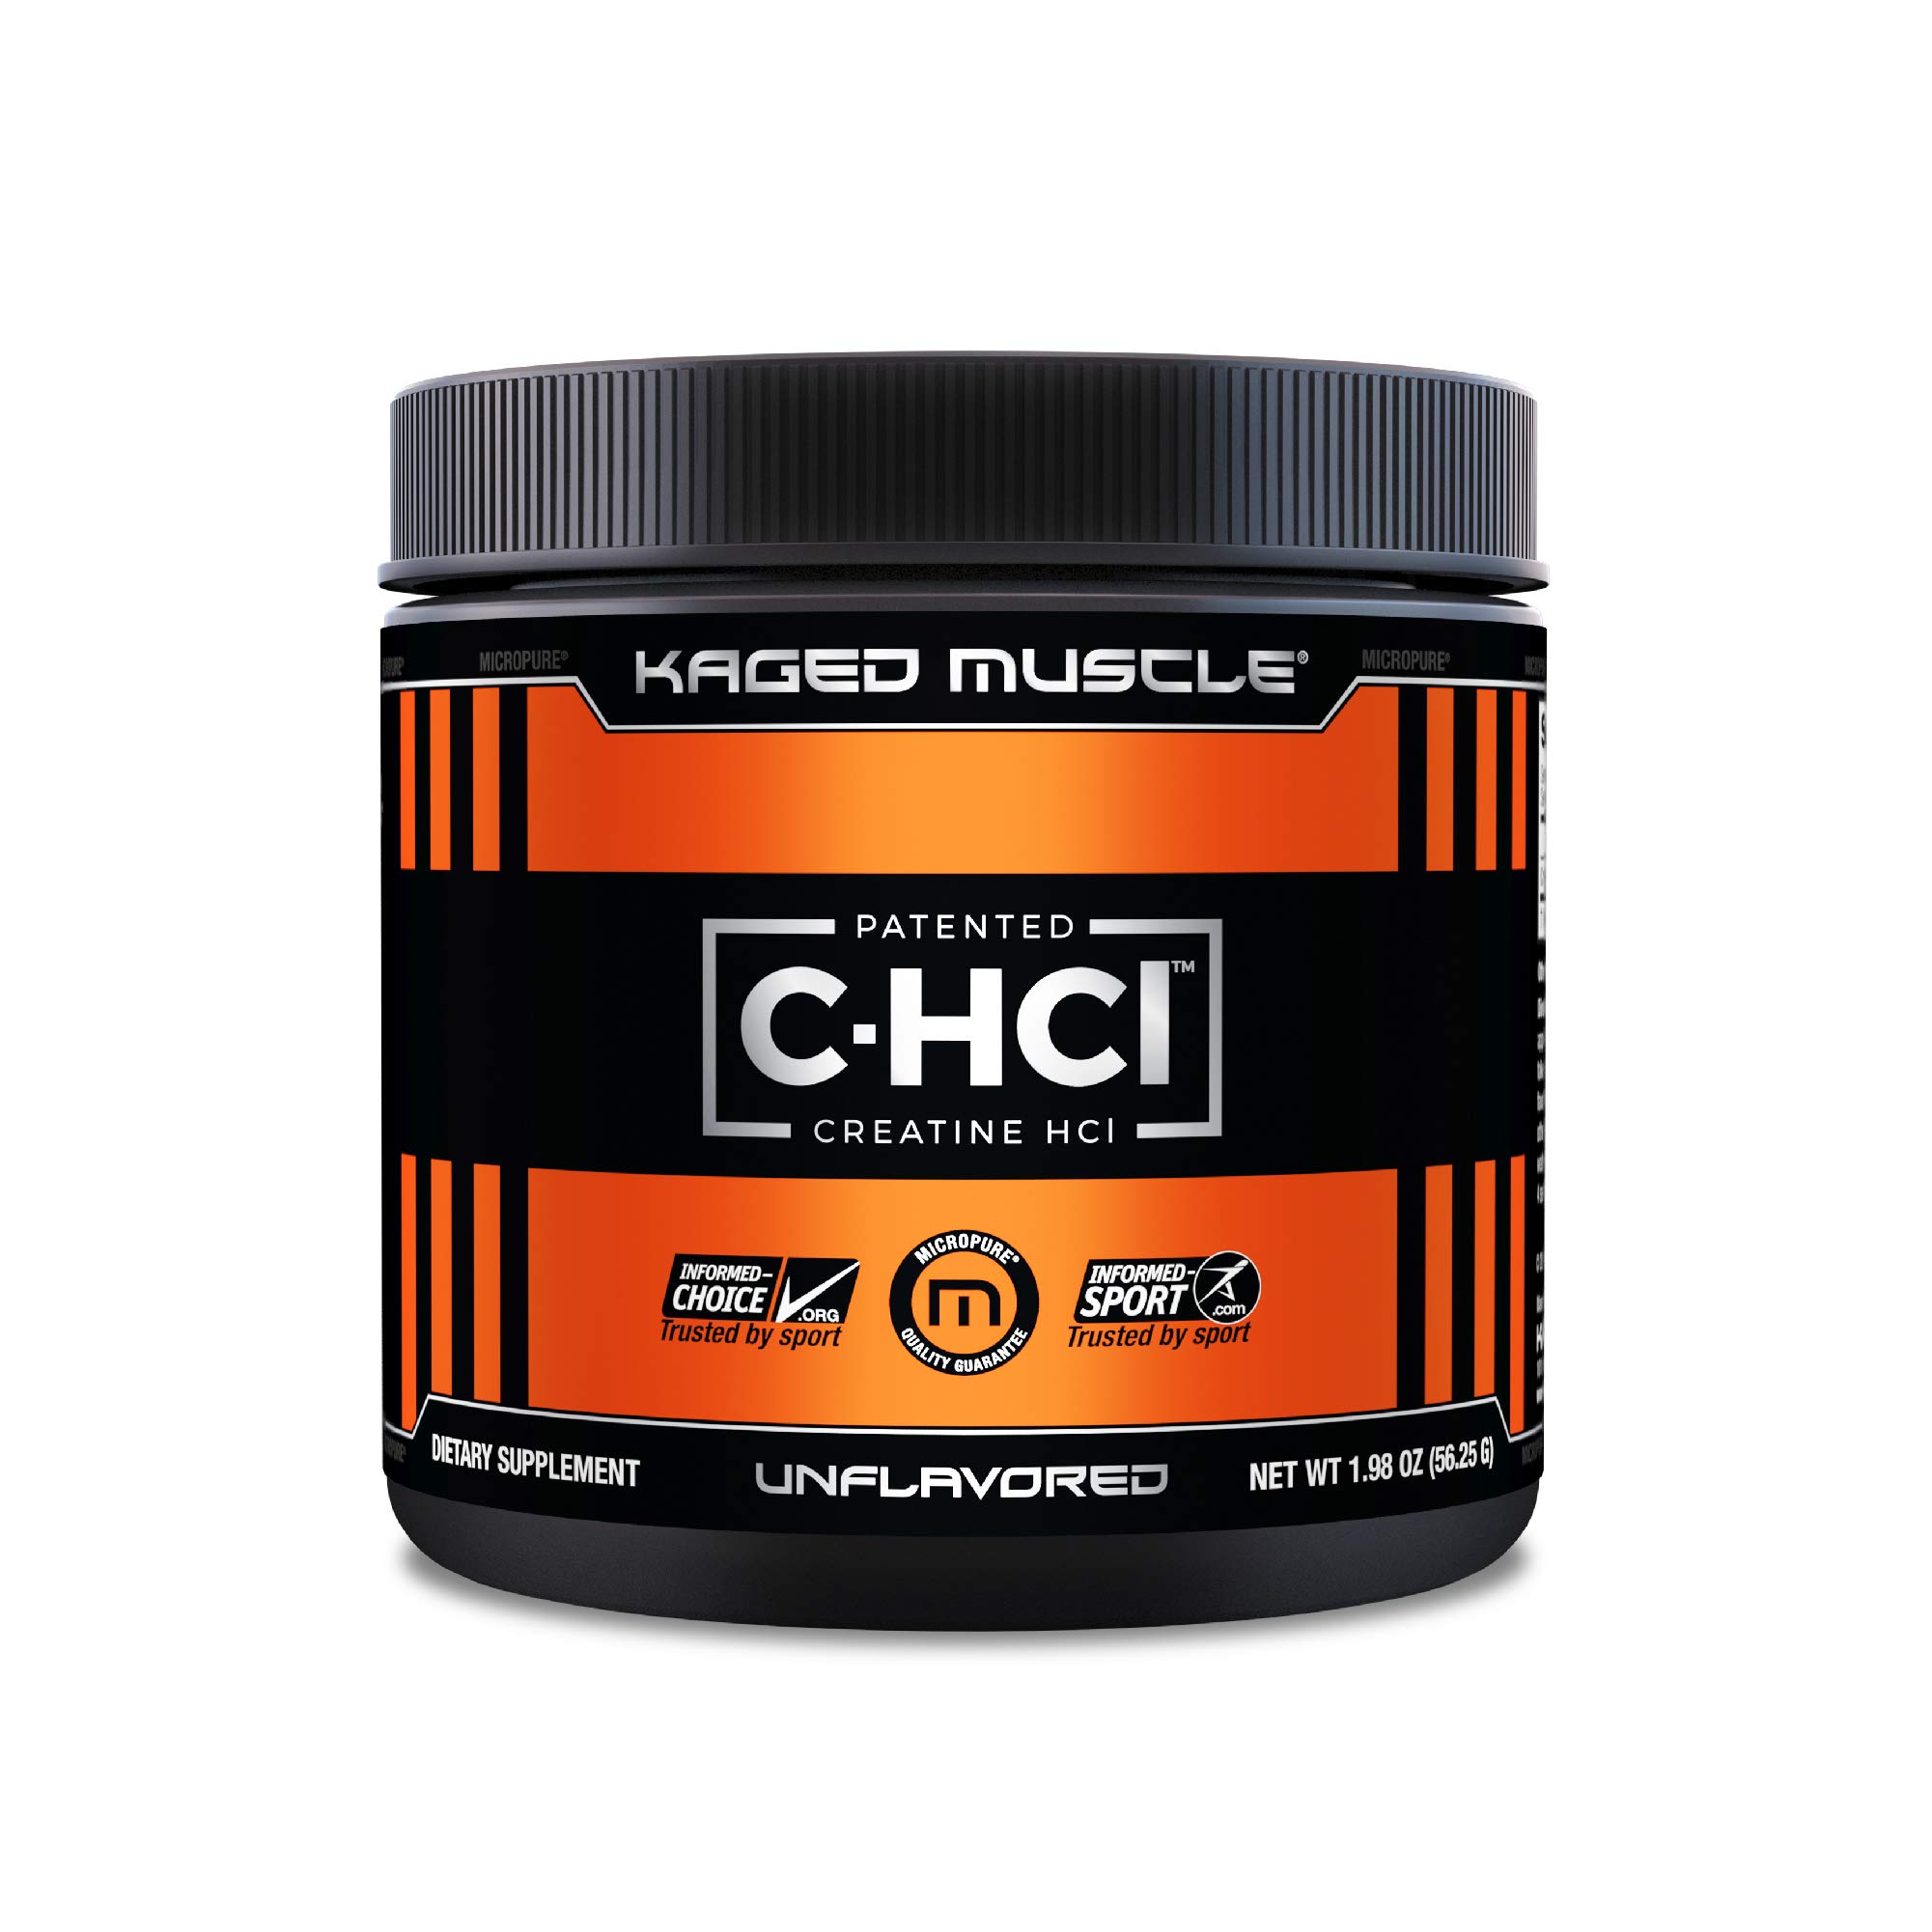 KAGED MUSCLE®
MICROPURE®
MICROPURE®
PATENTED
C·HCl™
CREATINE HCl
INFORMED-
CHOICE
.ORG
Trusted by sport
MICROPURE®
M
QUALITY GUARANTEE
INFORMED-
SPORT
.com
Trusted by sport
DIETARY SUPPLEMENT
UNFLAVORED
NET WT 1.98 OZ (56.25 G)